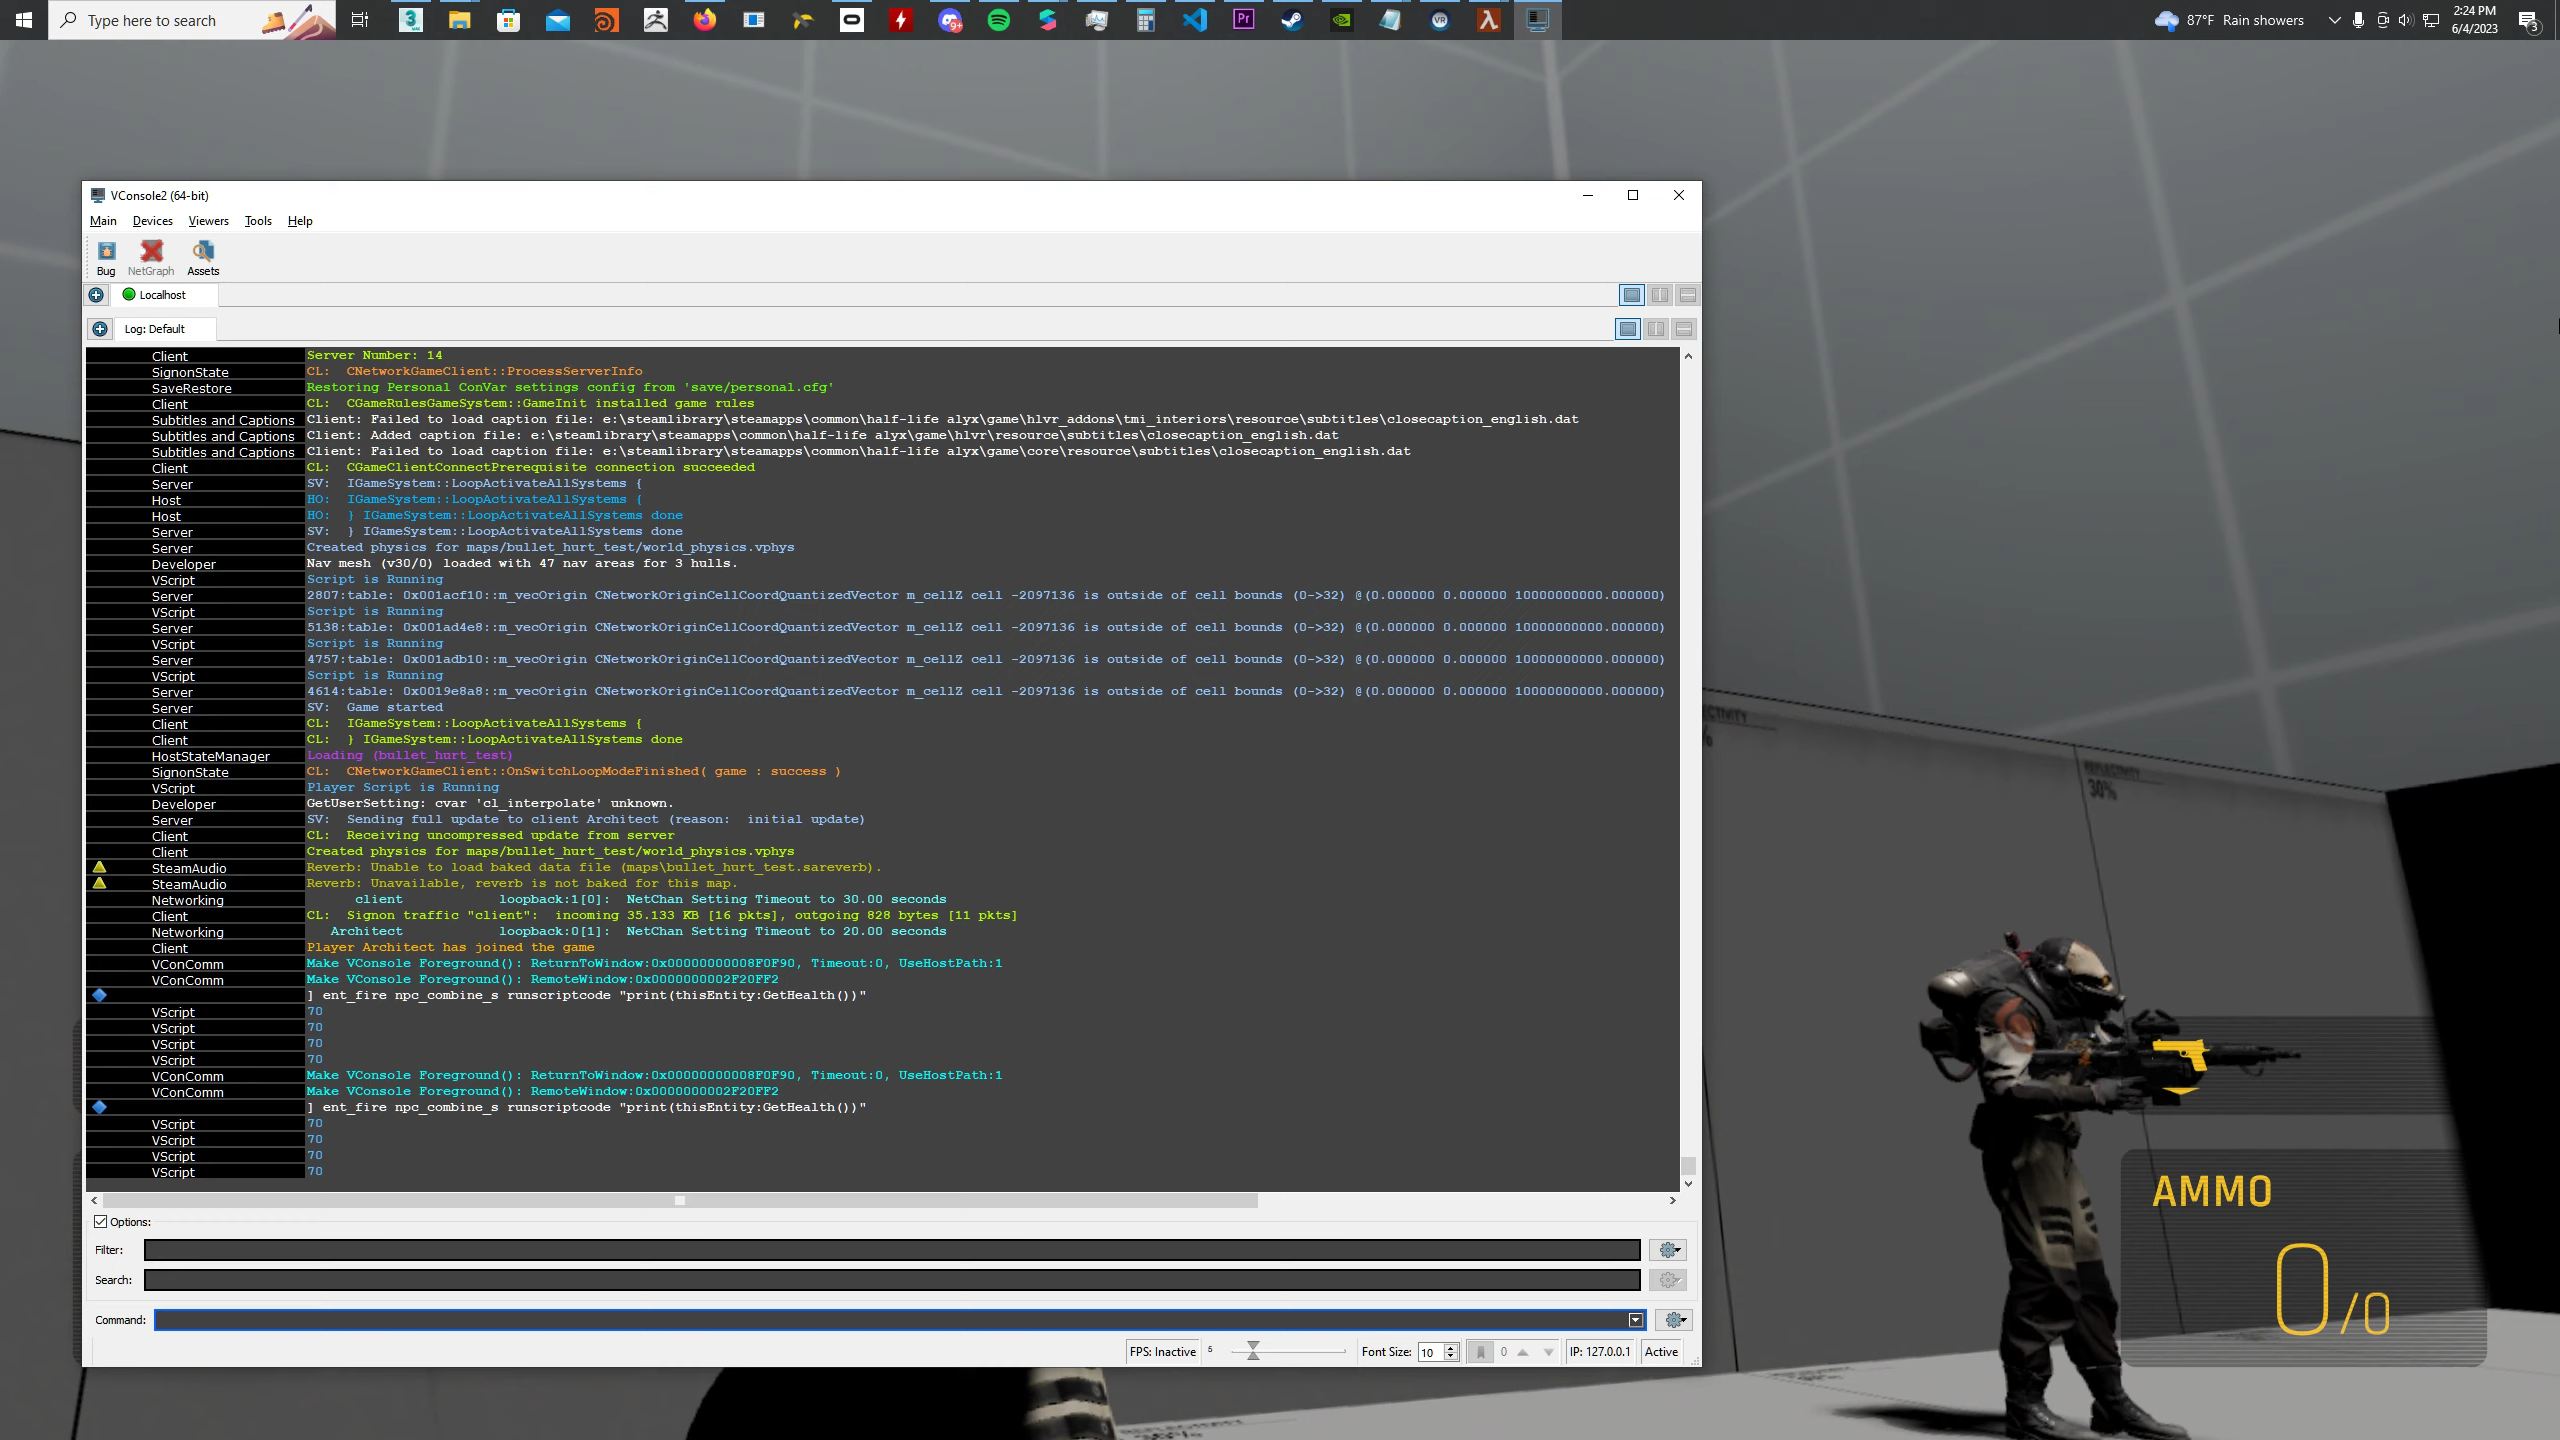 Type here to search
9+
Pr
VR
87°F Rain showers
2:24 PM
6/4/2023
3
VConsole2 (64-bit)
Main Devices Viewers Tools Help
Bug NetGraph Assets
Localhost
Log: Default
Client Server Number: 14
SignonState CL: CNetworkGameClient::ProcessServerInfo
SaveRestore Restoring Personal ConVar settings config from 'save/personal.cfg'
Client CL: CGameRulesGameSystem::GameInit installed game rules
Subtitles and Captions Client: Failed to load caption file: e:\steamlibrary\steamapps\common\half-life alyx\game\hlvr_addons\tmi_interiors\resource\subtitles\closecaption_english.dat
Subtitles and Captions Client: Added caption file: e:\steamlibrary\steamapps\common\half-life alyx\game\hlvr\resource\subtitles\closecaption_english.dat
Subtitles and Captions Client: Failed to load caption file: e:\steamlibrary\steamapps\common\half-life alyx\game\core\resource\subtitles\closecaption_english.dat
Client CL: CGameClientConnectPrerequisite connection succeeded
Server SV: IGameSystem::LoopActivateAllSystems {
Host HO: IGameSystem::LoopActivateAllSystems {
Host HO: } IGameSystem::LoopActivateAllSystems done
Server SV: } IGameSystem::LoopActivateAllSystems done
Server Created physics for maps/bullet_hurt_test/world_physics.vphys
Developer Nav mesh (v30/0) loaded with 47 nav areas for 3 hulls.
VScript Script is Running
Server 2807:table: 0x001acf10::m_vecOrigin CNetworkOriginCellCoordQuantizedVector m_cellZ cell -2097136 is outside of cell bounds (0->32) @(0.000000 0.000000 10000000000.000000)
VScript Script is Running
Server 5138:table: 0x001ad4e8::m_vecOrigin CNetworkOriginCellCoordQuantizedVector m_cellZ cell -2097136 is outside of cell bounds (0->32) @(0.000000 0.000000 10000000000.000000)
VScript Script is Running
Server 4757:table: 0x001adb10::m_vecOrigin CNetworkOriginCellCoordQuantizedVector m_cellZ cell -2097136 is outside of cell bounds (0->32) @(0.000000 0.000000 10000000000.000000)
VScript Script is Running
Server 4614:table: 0x0019e8a8::m_vecOrigin CNetworkOriginCellCoordQuantizedVector m_cellZ cell -2097136 is outside of cell bounds (0->32) @(0.000000 0.000000 10000000000.000000)
Server SV: Game started
Client CL: IGameSystem::LoopActivateAllSystems {
Client CL: } IGameSystem::LoopActivateAllSystems done
HostStateManager Loading (bullet_hurt_test)
SignonState CL: CNetworkGameClient::OnSwitchLoopModeFinished( game : success )
VScript Player Script is Running
Developer GetUserSetting: cvar 'cl_interpolate' unknown.
Server SV: Sending full update to client Architect (reason: initial update)
Client CL: Receiving uncompressed update from server
Client Created physics for maps/bullet_hurt_test/world_physics.vphys
SteamAudio Reverb: Unable to load baked data file (maps\bullet_hurt_test.sareverb).
SteamAudio Reverb: Unavailable, reverb is not baked for this map.
Networking client loopback:1[0]: NetChan Setting Timeout to 30.00 seconds
Client CL: Signon traffic "client": incoming 35.133 KB [16 pkts], outgoing 828 bytes [11 pkts]
Networking Architect loopback:0[1]: NetChan Setting Timeout to 20.00 seconds
Client Player Architect has joined the game
VConComm Make VConsole Foreground(): ReturnToWindow:0x00000000008F0F90, Timeout:0, UseHostPath:1
VConComm Make VConsole Foreground(): RemoteWindow:0x0000000002F20FF2
] ent_fire npc_combine_s runscriptcode "print(thisEntity:GetHealth())"
VScript 70
VScript 70
VScript 70
VScript 70
VConComm Make VConsole Foreground(): ReturnToWindow:0x00000000008F0F90, Timeout:0, UseHostPath:1
VConComm Make VConsole Foreground(): RemoteWindow:0x0000000002F20FF2
] ent_fire npc_combine_s runscriptcode "print(thisEntity:GetHealth())"
VScript 70
VScript 70
VScript 70
VScript 70
Options:
Filter:
Search:
Command:
FPS: Inactive 5 Font Size: 10 0 IP: 127.0.0.1 Active
30%
AMMO
0/0